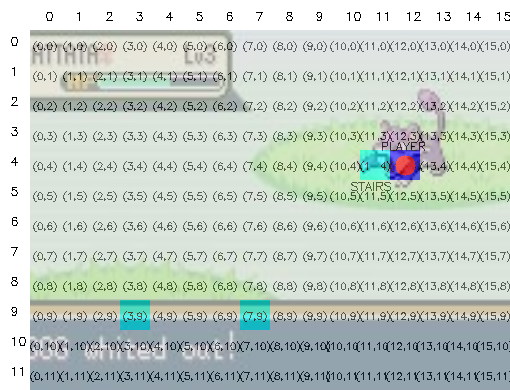 0 1 2 3 4 5 6 7 8 9 10 11 12 13 14 15
0 (0,0) (1,0) (2,0) (3,0) (4,0) (5,0) (6,0) (7,0) (8,0) (9,0) (10,0)(11,0)(12,0)(13,0)(14,0)(15,0)
ATTATA Lv3
1 (0,1) (1,1) (2,1) (3,1) (4,1) (5,1) (6,1) (7,1) (8,1) (9,1) (10,1)(11,1)(12,1)(13,1)(14,1)(15,1)
2 (0,2) (1,2) (2,2) (3,2) (4,2) (5,2) (6,2) (7,2) (8,2) (9,2) (10,2)(11,2)(12,2)(13,2)(14,2)(15,2)
3 (0,3) (1,3) (2,3) (3,3) (4,3) (5,3) (6,3) (7,3) (8,3) (9,3) (10,3)(11,3)(12,3)(13,3)(14,3)(15,3)
PLAYER
4 (0,4) (1,4) (2,4) (3,4) (4,4) (5,4) (6,4) (7,4) (8,4) (9,4) (10,4) (13,4)(14,4)(15,4)
STAIRS
5 (0,5) (1,5) (2,5) (3,5) (4,5) (5,5) (6,5) (7,5) (8,5) (9,5) (10,5)(11,5)(12,5)(13,5)(14,5)(15,5)
6 (0,6) (1,6) (2,6) (3,6) (4,6) (5,6) (6,6) (7,6) (8,6) (9,6) (10,6)(11,6)(12,6)(13,6)(14,6)(15,6)
7 (0,7) (1,7) (2,7) (3,7) (4,7) (5,7) (6,7) (7,7) (8,7) (9,7) (10,7)(11,7)(12,7)(13,7)(14,7)(15,7)
8 (0,8) (1,8) (2,8) (3,8) (4,8) (5,8) (6,8) (7,8) (8,8) (9,8) (10,8)(11,8)(12,8)(13,8)(14,8)(15,8)
9 (0,9) (1,9) (2,9) (3,9) (4,9) (5,9) (6,9) (7,9) (8,9) (9,9) (10,9)(11,9)(12,9)(13,9)(14,9)(15,9)
10 (0,10) (1,10) (2,10) (3,10) (4,10) (5,10) (6,10) (7,10) (8,10) (9,10) (10,10)(11,10)(12,10)(13,10)(14,10)(15,10)
whited out!
11 (0,11) (1,11) (2,11) (3,11) (4,11) (5,11) (6,11) (7,11) (8,11) (9,11) (10,11)(11,11)(12,11)(13,11)(14,11)(15,11)